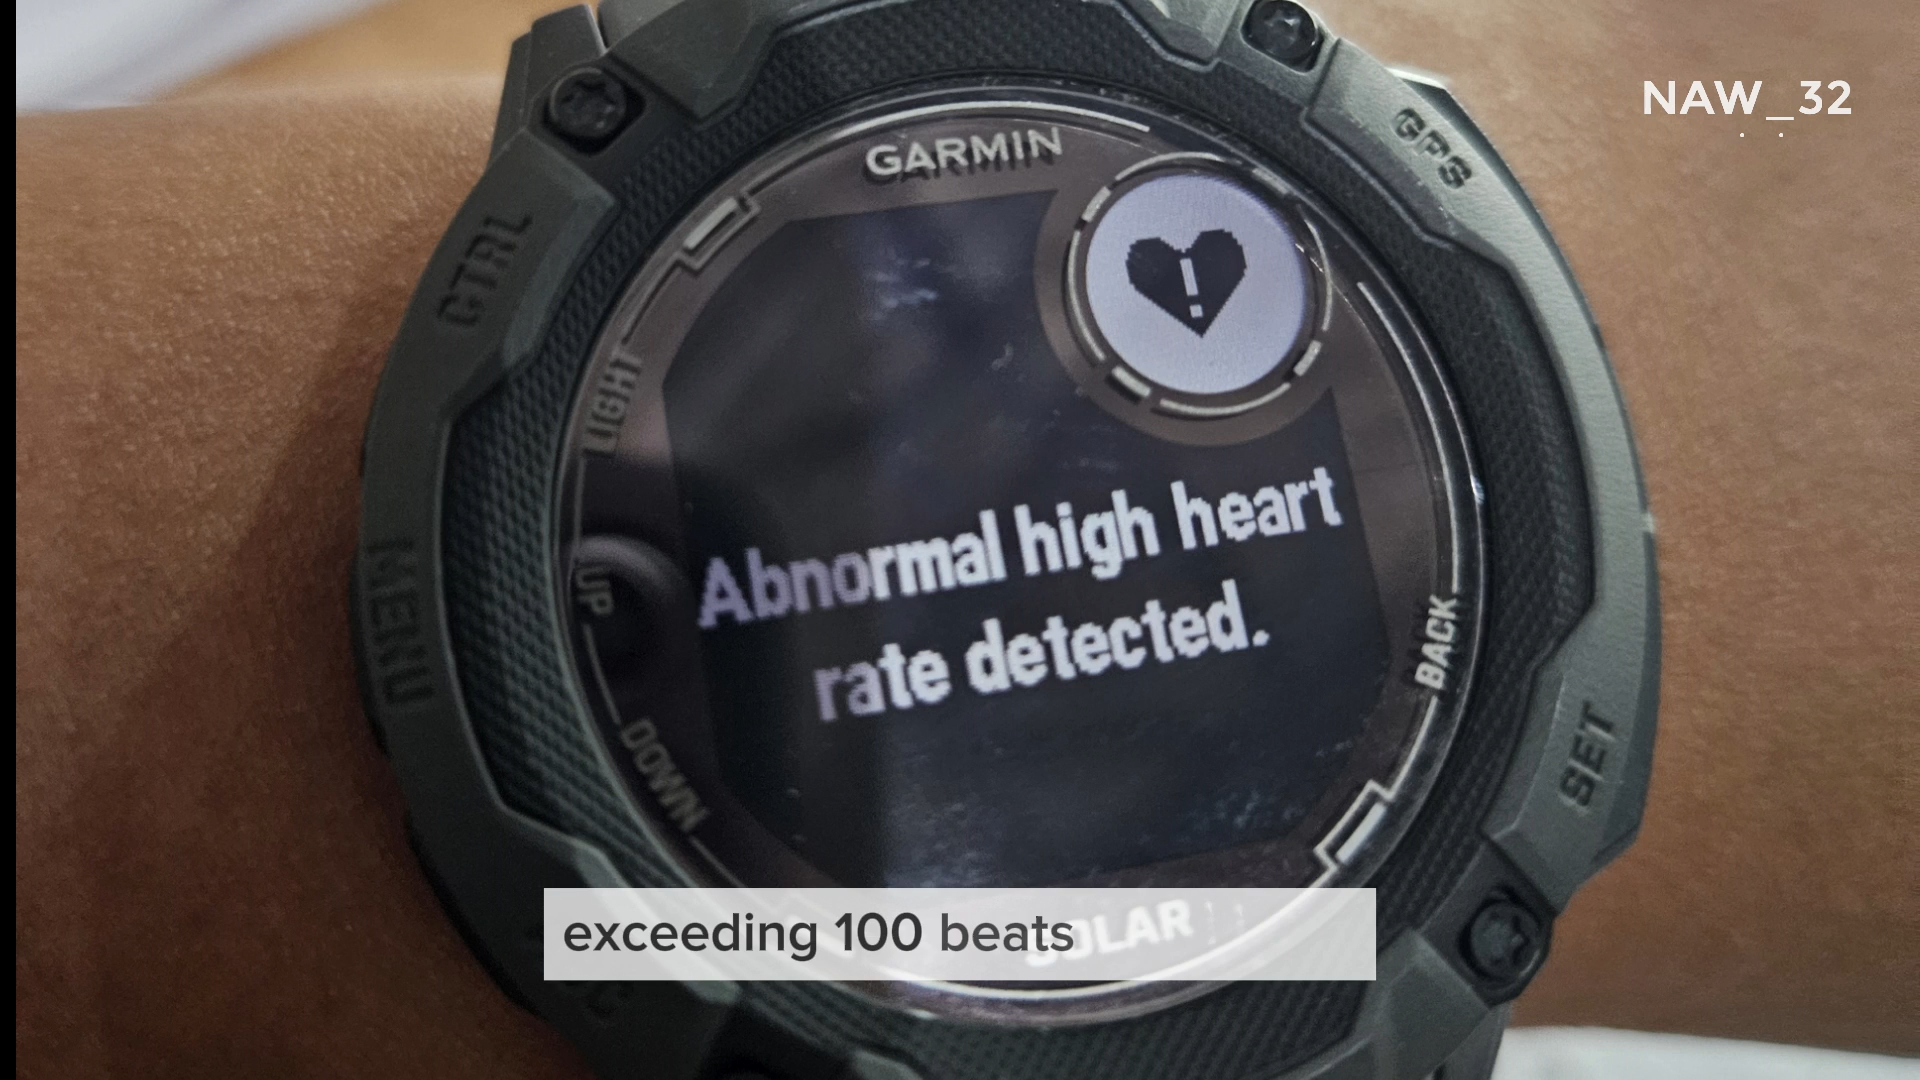 NAW_32
GARMIN
GPS
CTRL
LIGHT
Abnormal high heart
rate detected.
UP
MENU
BACK
DOWN
SET
exceeding 100 beats